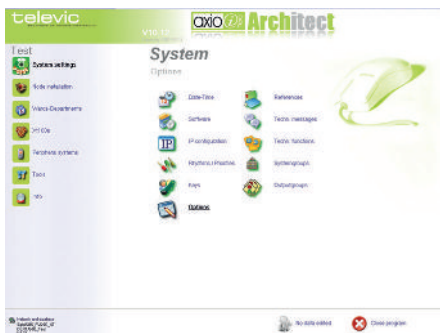 televic
V10.12
axio Architect
Test
System
Options
System settings
Node installation
Wards-Departments
Peripheral systems
Tools
Info
Date-Time
Software
IP configuration
Rhythms / Priorities
Keys
Options
References
Techn. messages
Techn. functions
Systemgroups
Outputgroups
No data edited
Close program